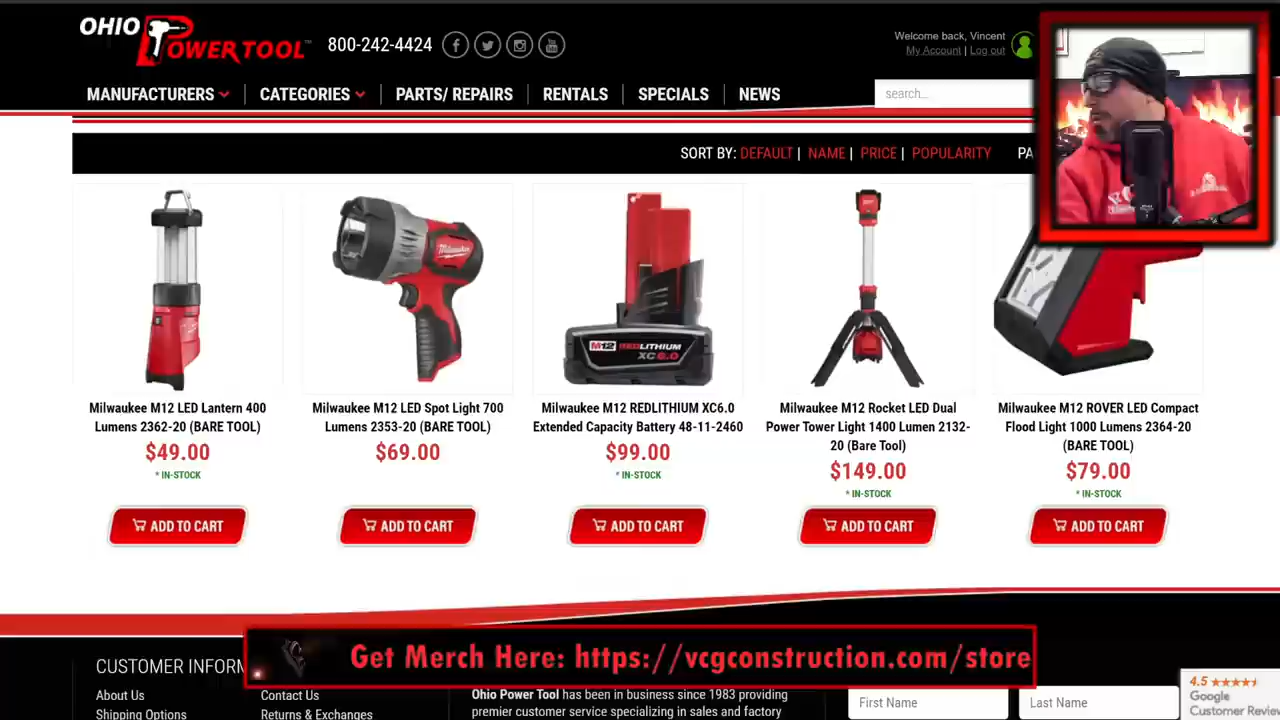 OHIO
POWERTOOL™
800-242-4424
Welcome back, Vincent
My Account | Log out
MANUFACTURERS
CATEGORIES
PARTS/ REPAIRS
RENTALS
SPECIALS
NEWS
search...
SORT BY: DEFAULT | NAME | PRICE | POPULARITY
PA
Milwaukee
M12 REDLITHIUM
XC6.0
Milwaukee M12 LED Lantern 400
Lumens 2362-20 (BARE TOOL)
$49.00
* IN-STOCK
ADD TO CART
Milwaukee M12 LED Spot Light 700
Lumens 2353-20 (BARE TOOL)
$69.00
ADD TO CART
Milwaukee M12 REDLITHIUM XC6.0
Extended Capacity Battery 48-11-2460
$99.00
* IN-STOCK
ADD TO CART
Milwaukee M12 Rocket LED Dual
Power Tower Light 1400 Lumen 2132-
20 (Bare Tool)
$149.00
* IN-STOCK
ADD TO CART
Milwaukee M12 ROVER LED Compact
Flood Light 1000 Lumens 2364-20
(BARE TOOL)
$79.00
* IN-STOCK
ADD TO CART
Get Merch Here: https://vcgconstruction.com/store
CUSTOMER INFORM
About Us
Shipping Options
Contact Us
Returns & Exchanges
Ohio Power Tool has been in business since 1983 providing
premier customer service specializing in sales and factory
First Name
Last Name
4.5
Google
Customer Review